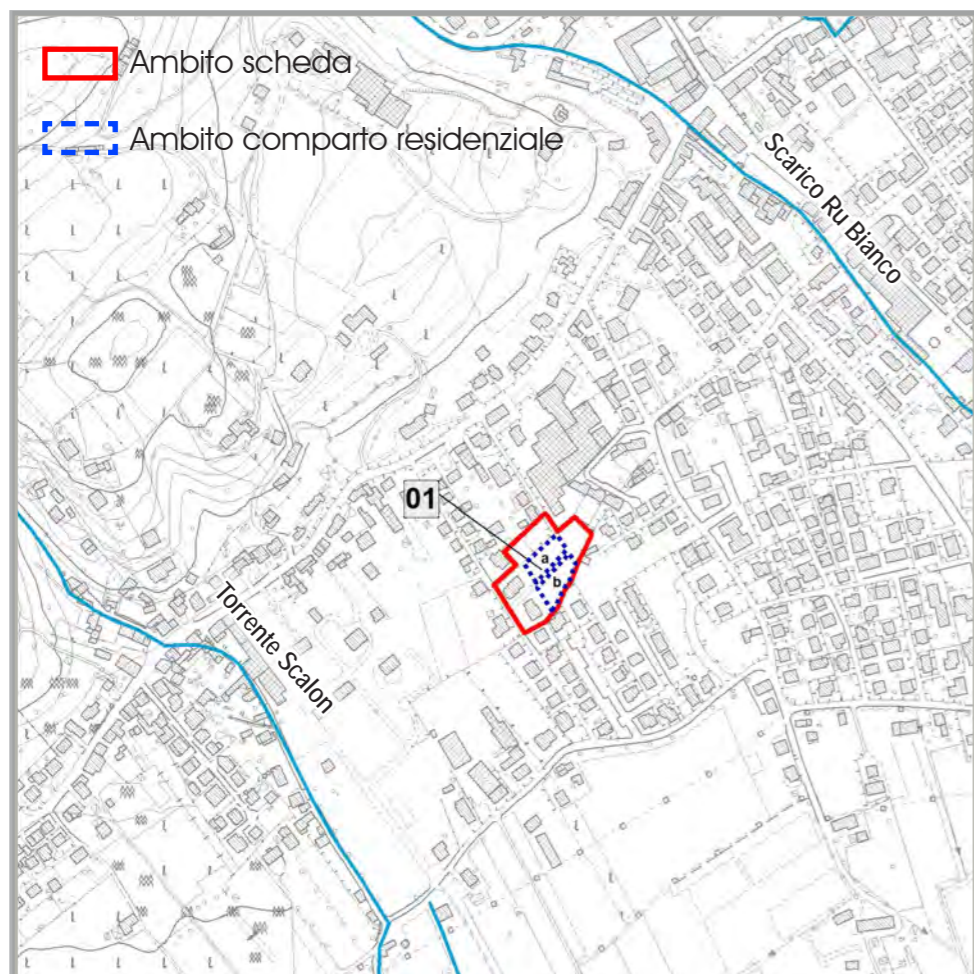 Ambito scheda
Ambito comparto residenziale
Scarico Ru Bianco
01
a
b
Torrente Scalon